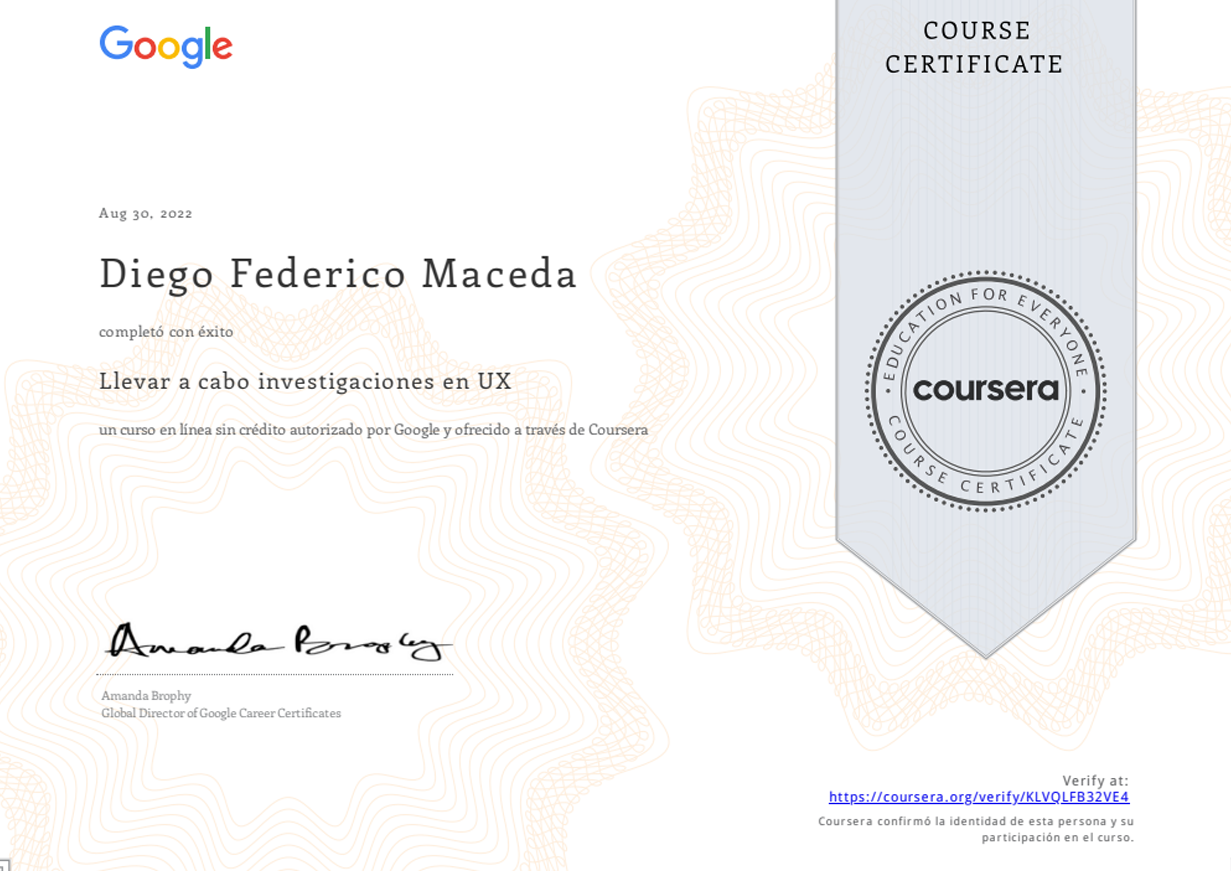 Google
COURSE
CERTIFICATE
Aug 30, 2022
Diego Federico Maceda
completó con éxito
Llevar a cabo investigaciones en UX
un curso en línea sin crédito autorizado por Google y ofrecido a través de Coursera
EDUCATION FOR EVERYONE
coursera
COURSE CERTIFICATE
Amanda Brophy
Amanda Brophy
Global Director of Google Career Certificates
Verify at:
https://coursera.org/verify/KLVQLFB32VE4
Coursera confirmó la identidad de esta persona y su
participación en el curso.